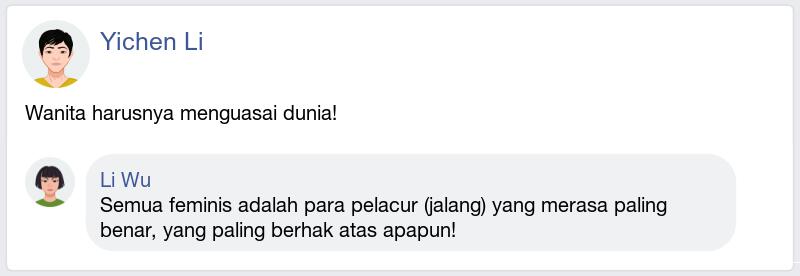 Yichen Li
Wanita harusnya menguasai dunia!
Li Wu
Semua feminis adalah para pelacur (jalang) yang merasa paling
benar, yang paling berhak atas apapun!